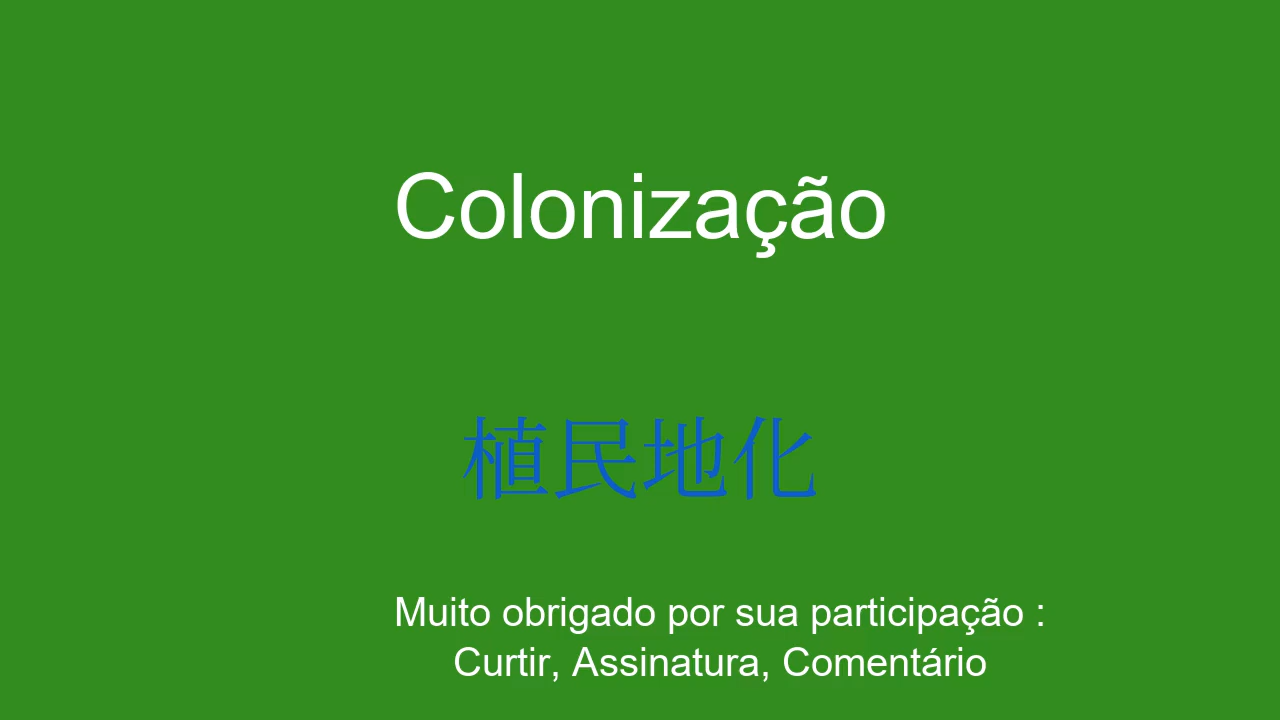 Colonização
植民地化
Muito obrigado por sua participação :
Curtir, Assinatura, Comentário